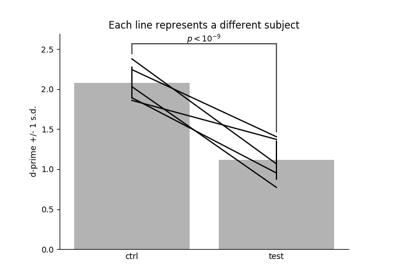 Each line represents a different subject
p < 10⁻⁹
2.5
2.0
1.5
1.0
0.5
0.0
d-prime +/- 1 s.d.
ctrl test